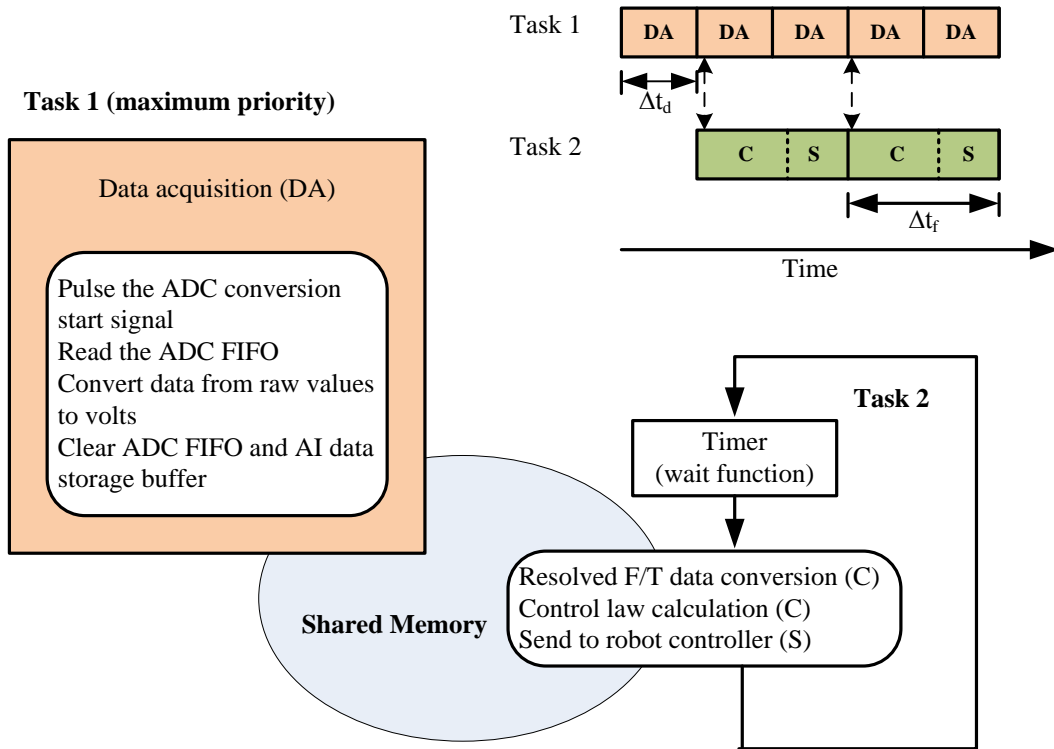 Task 1
DA DA DA DA DA
Δt_d
Task 2
C S C S
Δt_f
Time
Task 1 (maximum priority)
Data acquisition (DA)
Pulse the ADC conversion
start signal
Read the ADC FIFO
Convert data from raw values
to volts
Clear ADC FIFO and AI data
storage buffer
Shared Memory
Task 2
Timer
(wait function)
Resolved F/T data conversion (C)
Control law calculation (C)
Send to robot controller (S)